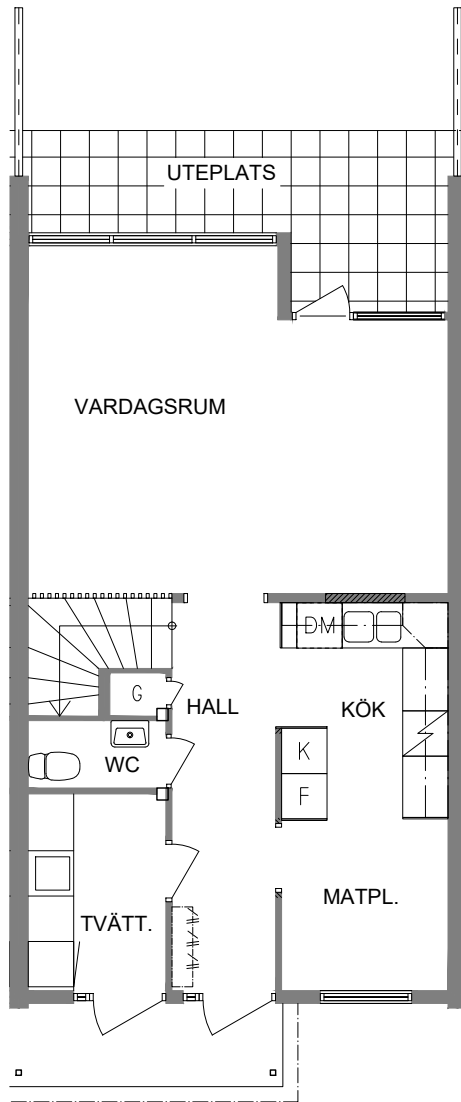 UTEPLATS
VARDAGSRUM
DM
G
HALL
KÖK
K
WC
F
MATPL.
TVÄTT.